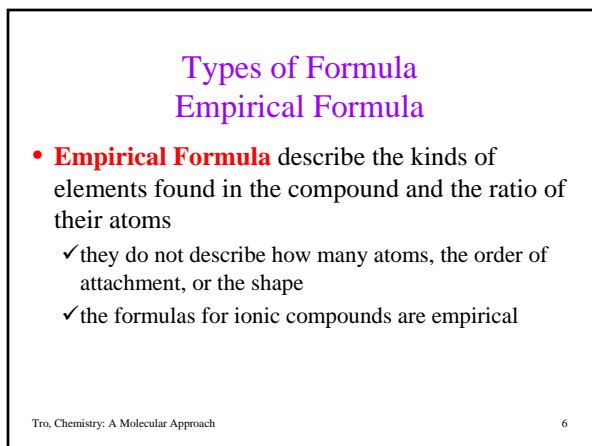 Types of Formula
Empirical Formula
• Empirical Formula describe the kinds of
elements found in the compound and the ratio of
their atoms
✓they do not describe how many atoms, the order of
attachment, or the shape
✓the formulas for ionic compounds are empirical
Tro, Chemistry: A Molecular Approach 6